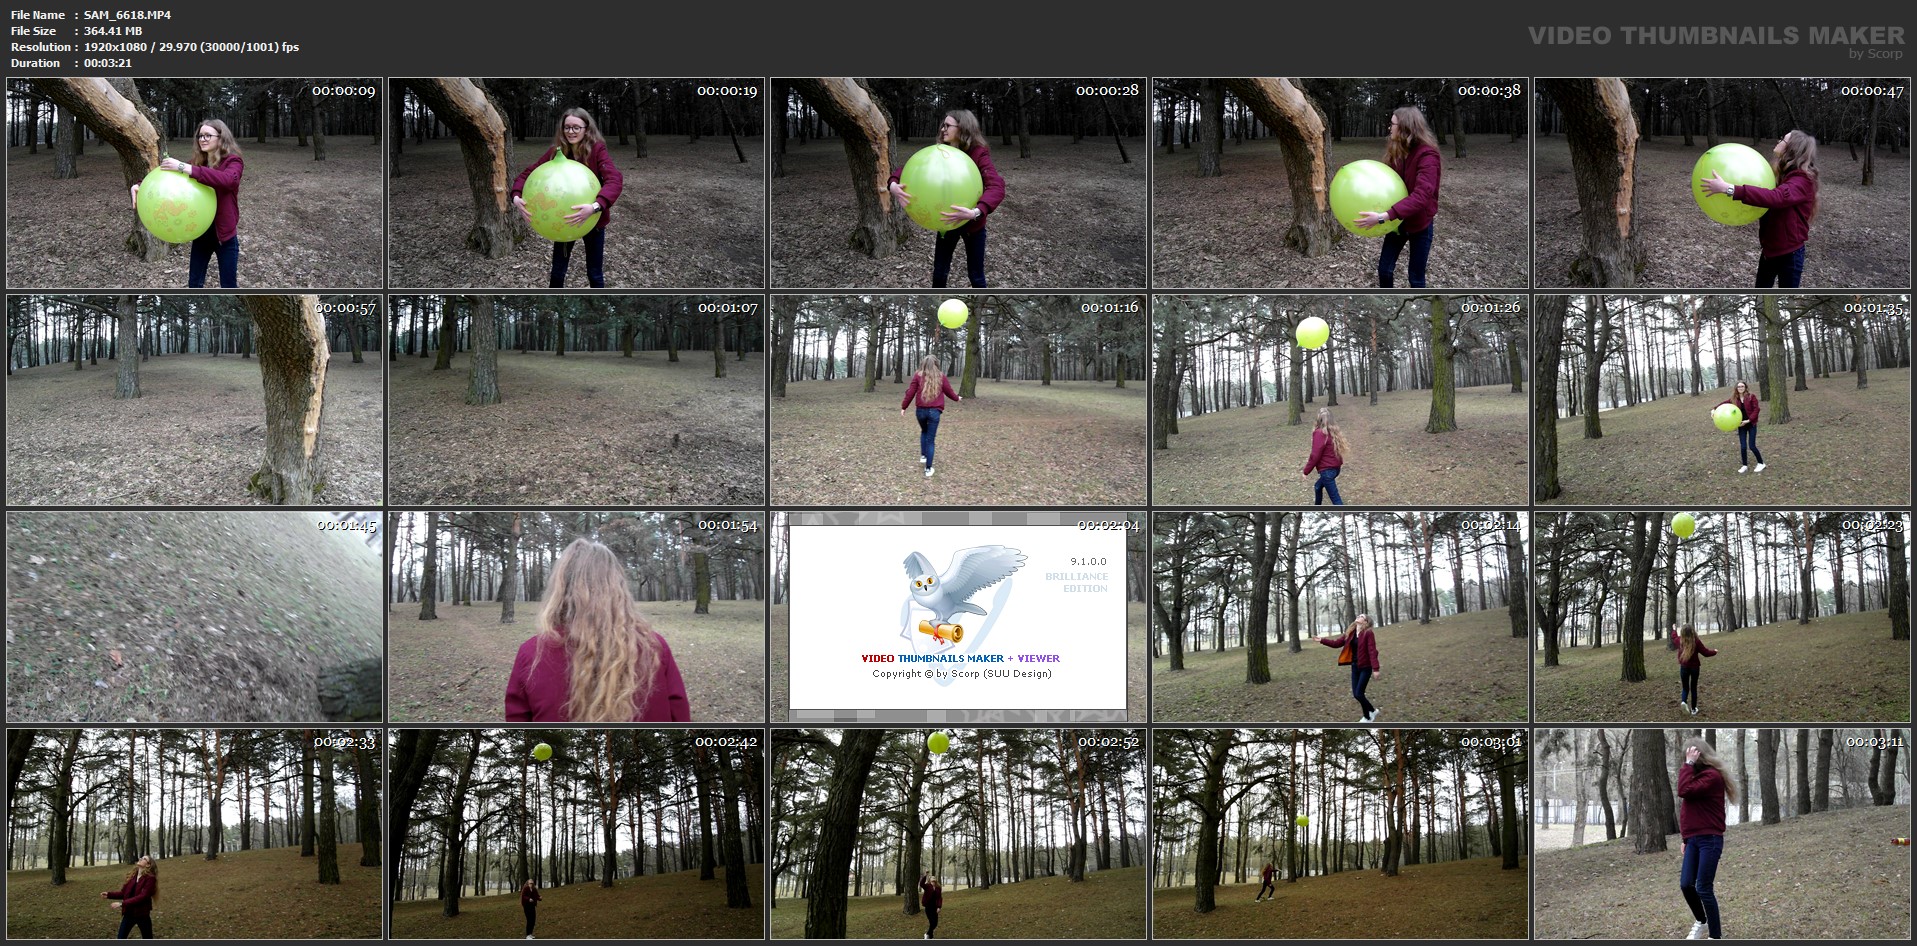 File Name : SAM_6618.MP4
File Size : 364.41 MB
Resolution : 1920x1080 / 29.970 (30000/1001) fps
Duration : 00:03:21
VIDEO THUMBNAILS MAKER
by Scorp
00:00:09
00:00:19
00:00:28
00:00:38
00:00:47
00:00:57
00:01:07
00:01:16
00:01:26
00:01:35
00:01:45
00:01:54
00:02:04
9.1.0.0
BRILLIANCE
EDITION
VIDEO THUMBNAILS MAKER + VIEWER
Copyright © by Scorp (SUU Design)
00:02:14
00:02:23
00:02:33
00:02:42
00:02:52
00:03:01
00:03:11